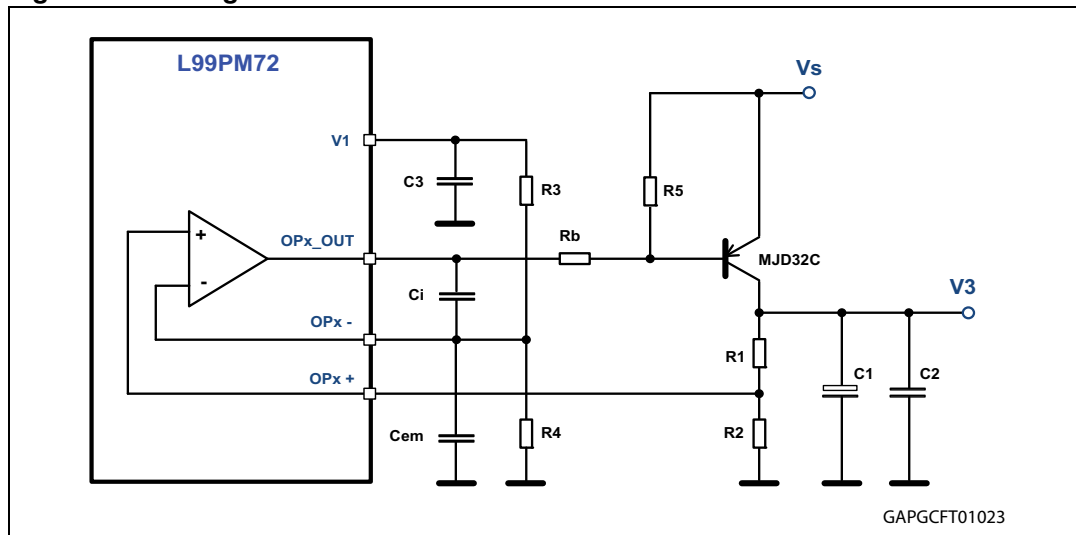 L99PM72
Vs
V1
C3
R3
R5
OPx_OUT
Rb
MJD32C
+
-
Ci
V3
OPx -
R1
C1
C2
OPx +
Cem
R4
R2
GAPGCFT01023